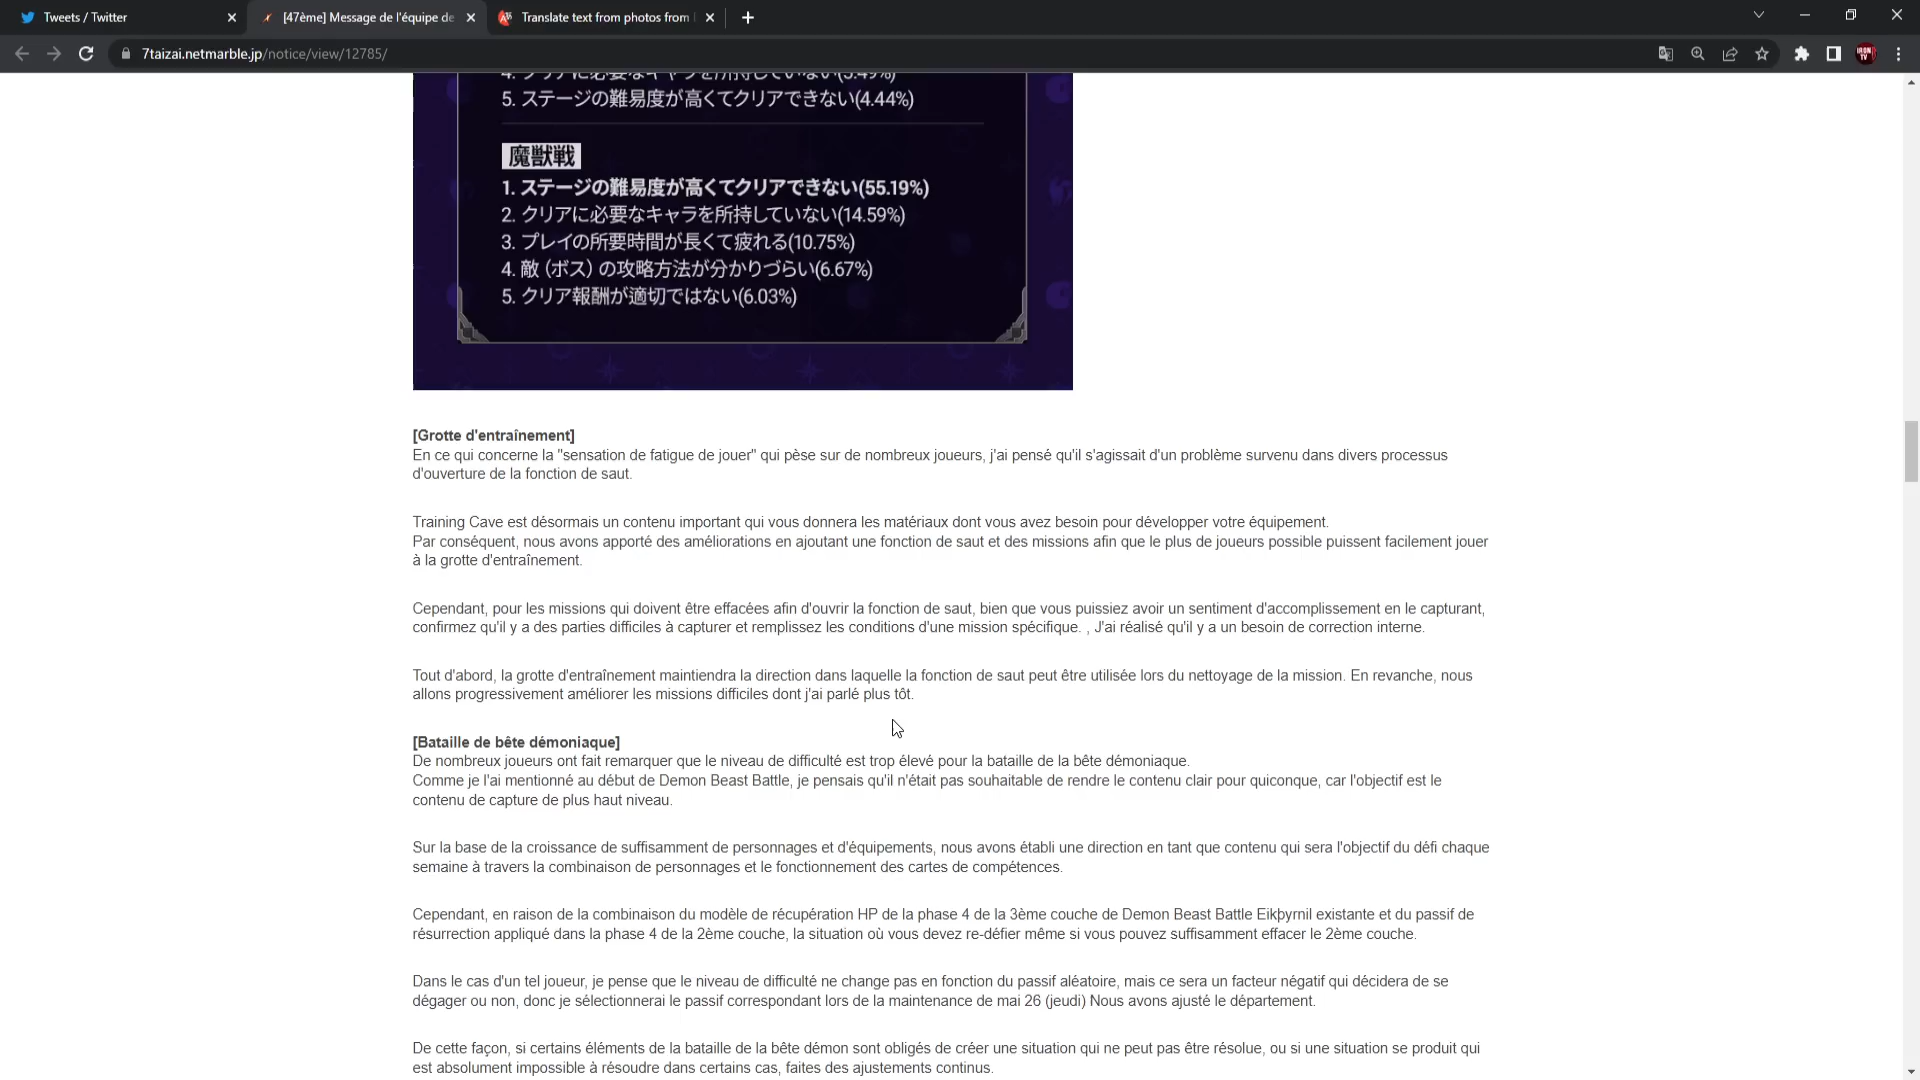 Tweets / Twitter
[47ème] Message de l'équipe de
Translate text from photos from
7taizai.netmarble.jp/notice/view/12785/
5. ステージの難易度が高くてクリアできない(4.44%)
魔獣戦
1. ステージの難易度が高くてクリアできない(55.19%)
2. クリアに必要なキャラを所持していない(14.59%)
3. プレイの所要時間が長くて疲れる(10.75%)
4. 敵（ボス）の攻略方法が分かりづらい(6.67%)
5. クリア報酬が適切ではない(6.03%)
[Grotte d'entraînement]
En ce qui concerne la "sensation de fatigue de jouer" qui pèse sur de nombreux joueurs, j'ai pensé qu'il s'agissait d'un problème survenu dans divers processus
d'ouverture de la fonction de saut.
Training Cave est désormais un contenu important qui vous donnera les matériaux dont vous avez besoin pour développer votre équipement.
Par conséquent, nous avons apporté des améliorations en ajoutant une fonction de saut et des missions afin que le plus de joueurs possible puissent facilement jouer
à la grotte d'entraînement.
Cependant, pour les missions qui doivent être effacées afin d'ouvrir la fonction de saut, bien que vous puissiez avoir un sentiment d'accomplissement en le capturant,
confirmez qu'il y a des parties difficiles à capturer et remplissez les conditions d'une mission spécifique. , J'ai réalisé qu'il y a un besoin de correction interne.
Tout d'abord, la grotte d'entraînement maintiendra la direction dans laquelle la fonction de saut peut être utilisée lors du nettoyage de la mission. En revanche, nous
allons progressivement améliorer les missions difficiles dont j'ai parlé plus tôt.
[Bataille de bête démoniaque]
De nombreux joueurs ont fait remarquer que le niveau de difficulté est trop élevé pour la bataille de la bête démoniaque.
Comme je l'ai mentionné au début de Demon Beast Battle, je pensais qu'il n'était pas souhaitable de rendre le contenu clair pour quiconque, car l'objectif est le
contenu de capture de plus haut niveau.
Sur la base de la croissance de suffisamment de personnages et d'équipements, nous avons établi une direction en tant que contenu qui sera l'objectif du défi chaque
semaine à travers la combinaison de personnages et le fonctionnement des cartes de compétences.
Cependant, en raison de la combinaison du modèle de récupération HP de la phase 4 de la 3ème couche de Demon Beast Battle Eikþyrnil existante et du passif de
résurrection appliqué dans la phase 4 de la 2ème couche, la situation où vous devez re-défier même si vous pouvez suffisamment effacer le 2ème couche.
Dans le cas d'un tel joueur, je pense que le niveau de difficulté ne change pas en fonction du passif aléatoire, mais ce sera un facteur négatif qui décidera de se
dégager ou non, donc je sélectionnerai le passif correspondant lors de la maintenance de mai 26 (jeudi) Nous avons ajusté le département.
De cette façon, si certains éléments de la bataille de la bête démon sont obligés de créer une situation qui ne peut pas être résolue, ou si une situation se produit qui
est absolument impossible à résoudre dans certains cas, faites des ajustements continus.